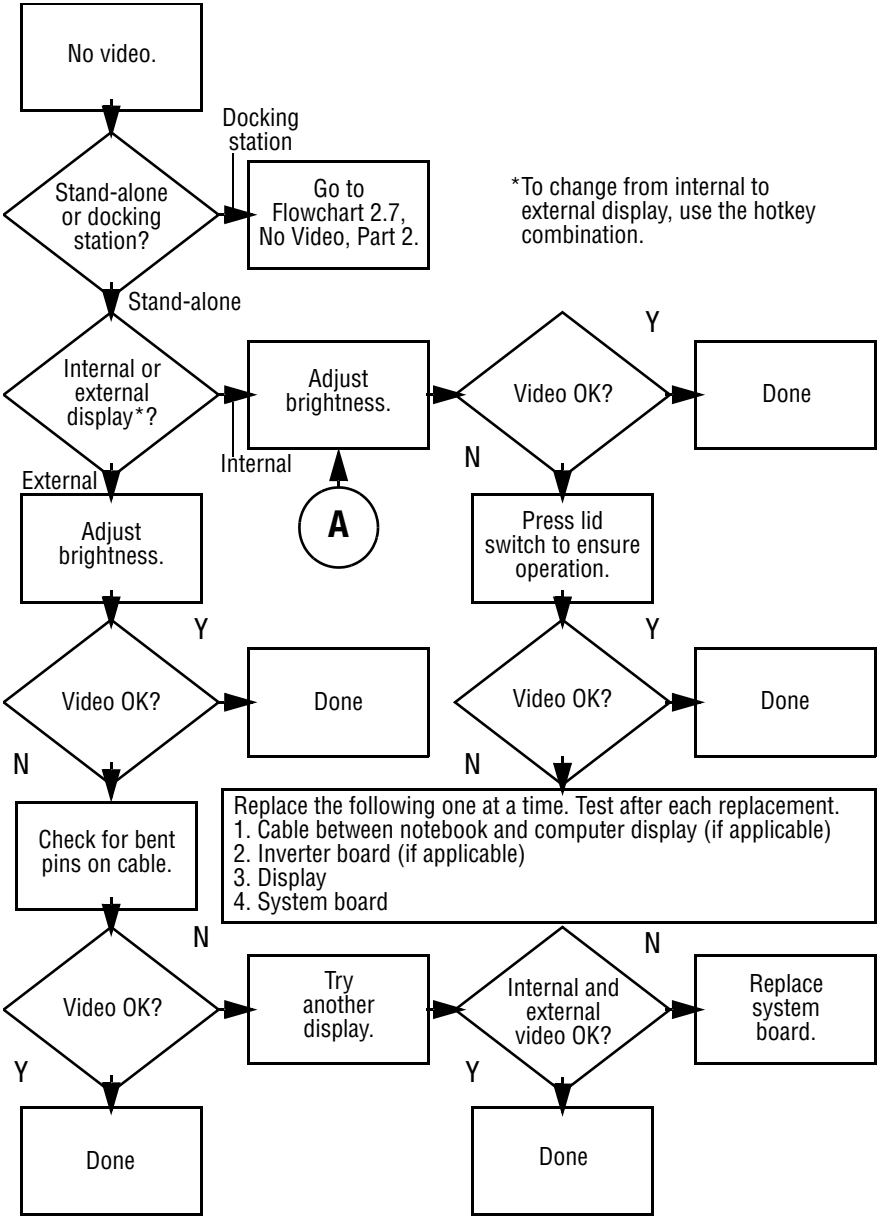 No video.
Docking
station
Stand-alone
or docking
station?
Go to
Flowchart 2.7,
No Video, Part 2.
*To change from internal to
external display, use the hotkey
combination.
Stand-alone
Internal or
external
display*?
Internal
External
Adjust
brightness.
A
Video OK?
Y
Done
N
Press lid
switch to ensure
operation.
Adjust
brightness.
Y
Video OK?
Done
N
Y
Video OK?
Done
N
Check for bent
pins on cable.
Replace the following one at a time. Test after each replacement.
1. Cable between notebook and computer display (if applicable)
2. Inverter board (if applicable)
3. Display
4. System board
N
Video OK?
Y
Try
another
display.
Internal and
external
video OK?
N
Replace
system
board.
Y
Done
Done